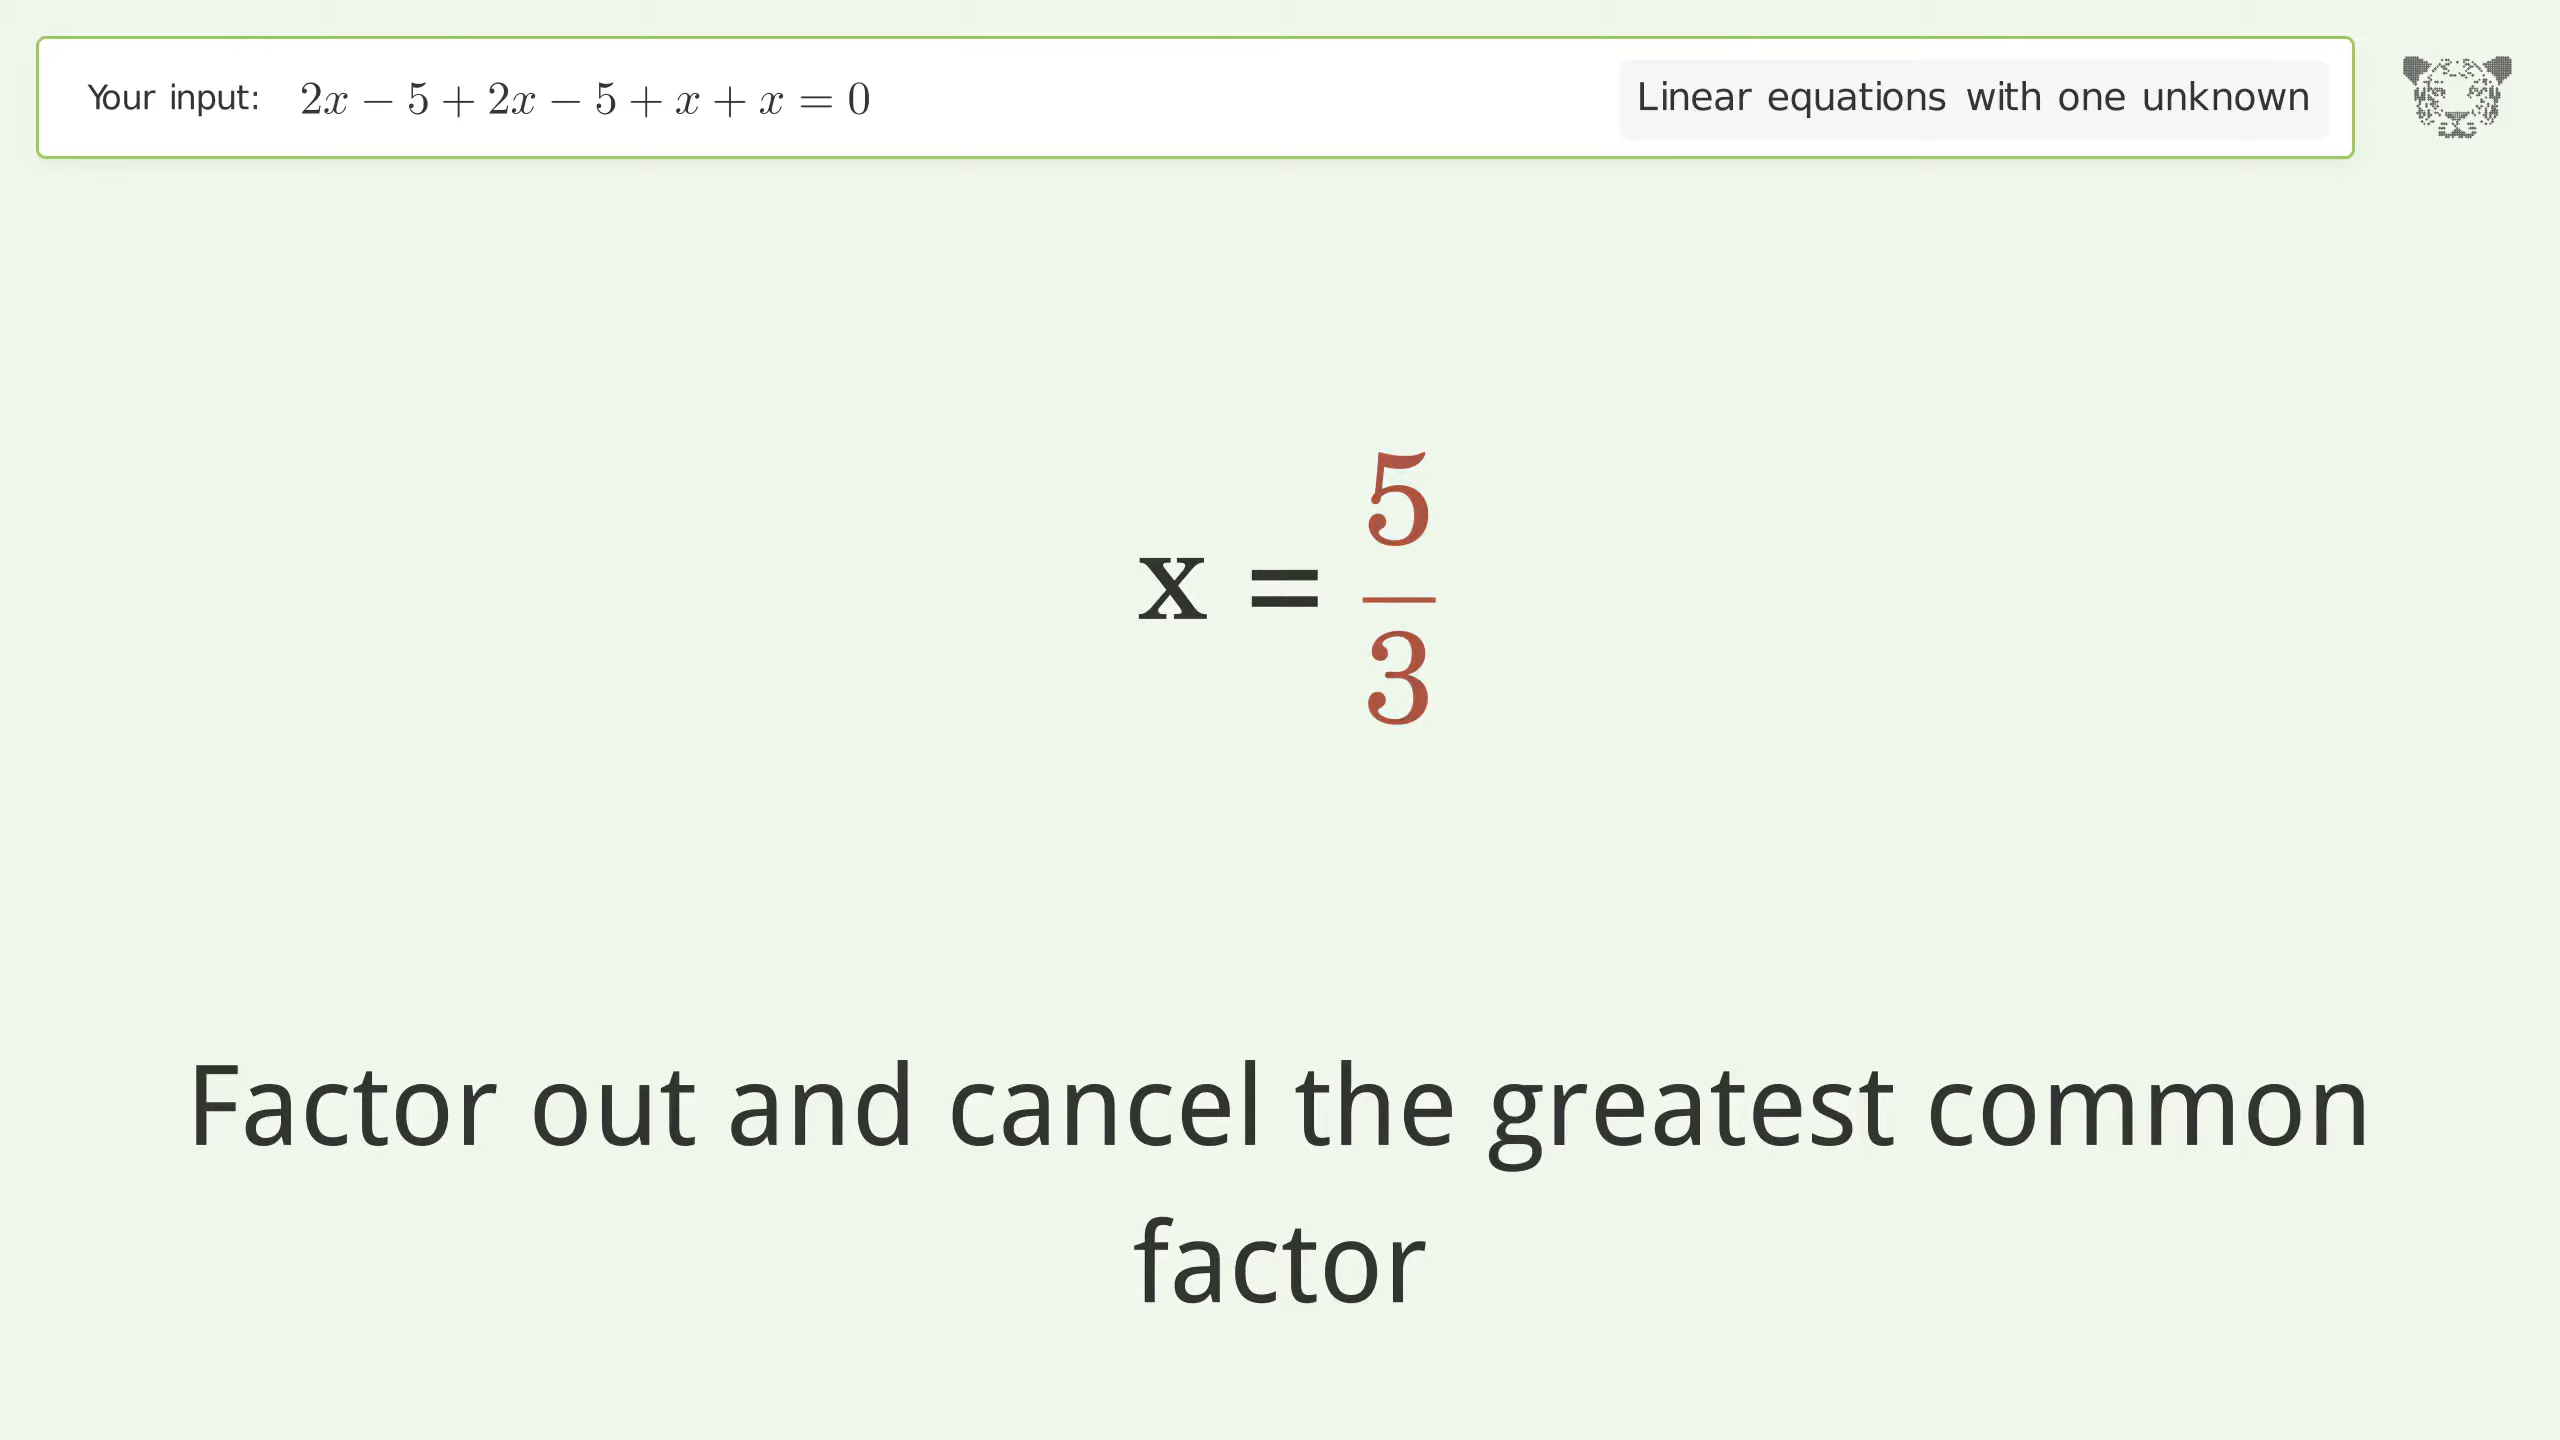 Your input: 2x − 5 + 2x − 5 + x + x = 0
Linear equations with one unknown
x = 5/3
Factor out and cancel the greatest common
factor